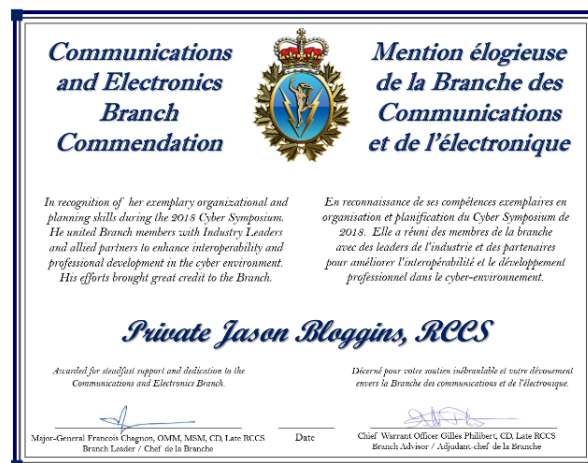 Communications
and Electronics
Branch
Commendation
Mention élogieuse
de la Branche des
Communications
et de l'électronique
In recognition of her exemplary organizational and
planning skills during the 2018 Cyber Symposium.
He united Branch members with Industry Leaders
and allied partners to enhance interoperability and
professional development in the cyber environment.
His efforts brought great credit to the Branch.
En reconnaissance de ses compétences exemplaires en
organisation et planification du Cyber Symposium de
2018. Elle a réuni des membres de la branche
avec des leaders de l'industrie et des partenaires
pour améliorer l'interopérabilité et le développement
professionnel dans le cyber-environnement.
Private Jason Bloggins, RCCS
Awarded for steadfast support and dedication to the
Communications and Electronics Branch.
Décerné pour votre soutien inébranlable et votre dévouement
envers la Branche des communications et de l'électronique.
Major-General Francois Chagnon, OMM, MSM, CD, Late RCCS
Branch Leader / Chef de la Branche
Date
Chief Warrant Officer Gilles Philibert, CD, Late RCCS
Branch Advisor / Adjudant chef de la Branche